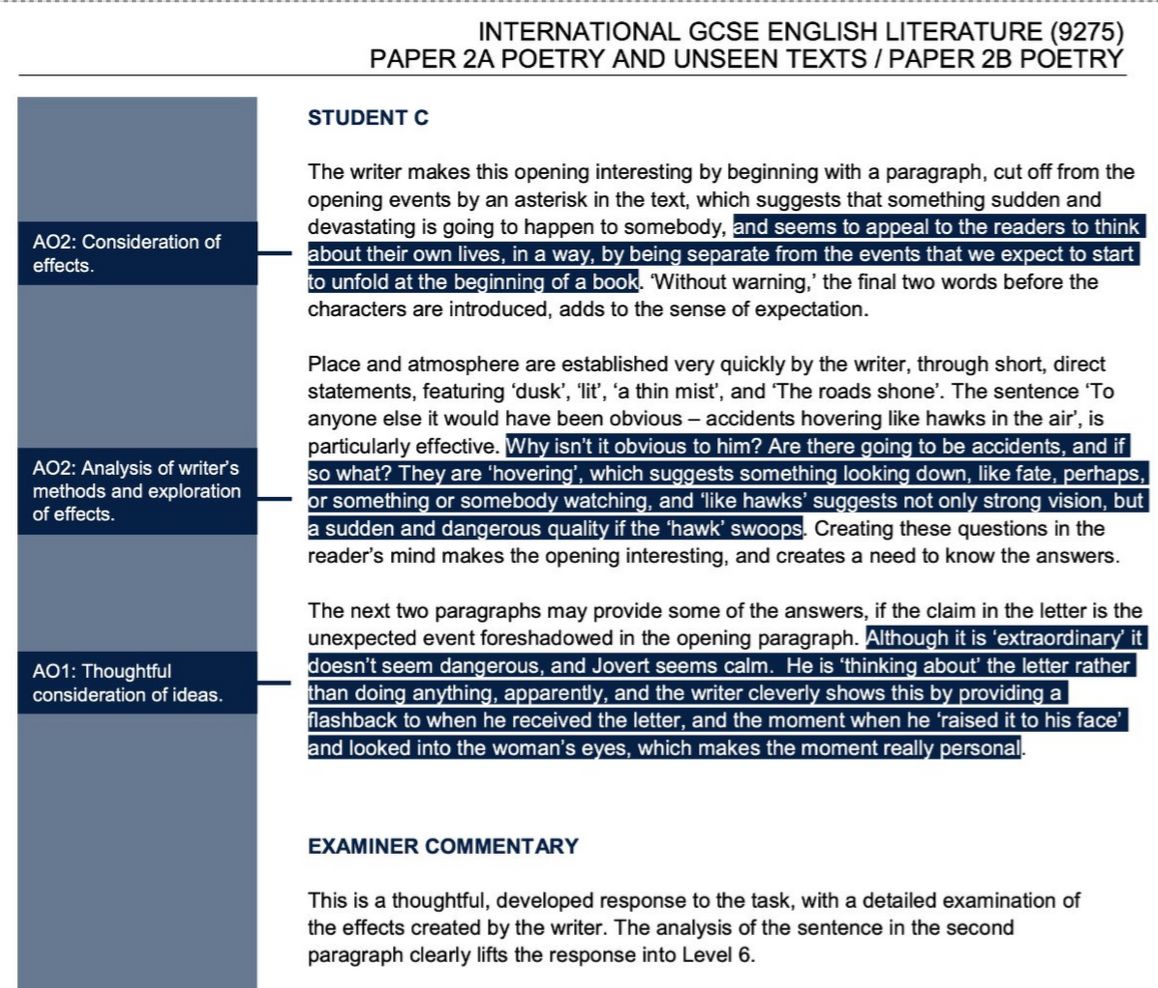 INTERNATIONAL GCSE ENGLISH LITERATURE (9275)
PAPER 2A POETRY AND UNSEEN TEXTS / PAPER 2B POETRY
STUDENT C
The writer makes this opening interesting by beginning with a paragraph, cut off from the
opening events by an asterisk in the text, which suggests that something sudden and
devastating is going to happen to somebody, and seems to appeal to the readers to think
about their own lives, in a way, by being separate from the events that we expect to start
to unfold at the beginning of a book. ‘Without warning,’ the final two words before the
characters are introduced, adds to the sense of expectation.
AO2: Consideration of
effects.
Place and atmosphere are established very quickly by the writer, through short, direct
statements, featuring ‘dusk’, ‘lit’, ‘a thin mist’, and ‘The roads shone’. The sentence ‘To
anyone else it would have been obvious – accidents hovering like hawks in the air’, is
particularly effective. Why isn’t it obvious to him? Are there going to be accidents, and if
so what? They are ‘hovering’, which suggests something looking down, like fate, perhaps,
or something or somebody watching, and ‘like hawks’ suggests not only strong vision, but
a sudden and dangerous quality if the ‘hawk’ swoops. Creating these questions in the
reader’s mind makes the opening interesting, and creates a need to know the answers.
AO2: Analysis of writer’s
methods and exploration
of effects.
The next two paragraphs may provide some of the answers, if the claim in the letter is the
unexpected event foreshadowed in the opening paragraph. Although it is ‘extraordinary’ it
doesn’t seem dangerous, and Jovert seems calm.  He is ‘thinking about’ the letter rather
than doing anything, apparently, and the writer cleverly shows this by providing a
flashback to when he received the letter, and the moment when he ‘raised it to his face’
and looked into the woman’s eyes, which makes the moment really personal.
AO1: Thoughtful
consideration of ideas.
EXAMINER COMMENTARY
This is a thoughtful, developed response to the task, with a detailed examination of
the effects created by the writer. The analysis of the sentence in the second
paragraph clearly lifts the response into Level 6.